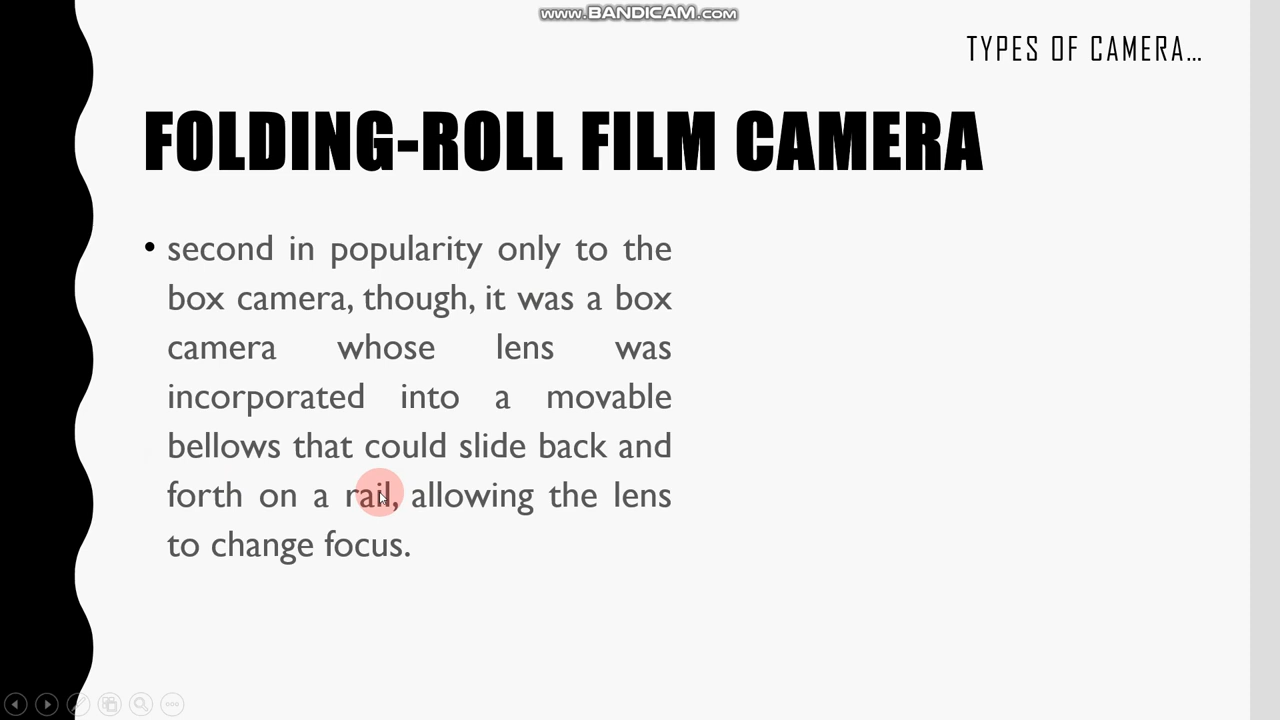 www.BANDICAM.com
TYPES OF CAMERA...
FOLDING-ROLL FILM CAMERA
• second in popularity only to the
box camera, though, it was a box
camera whose lens was
incorporated into a movable
bellows that could slide back and
forth on a rail, allowing the lens
to change focus.